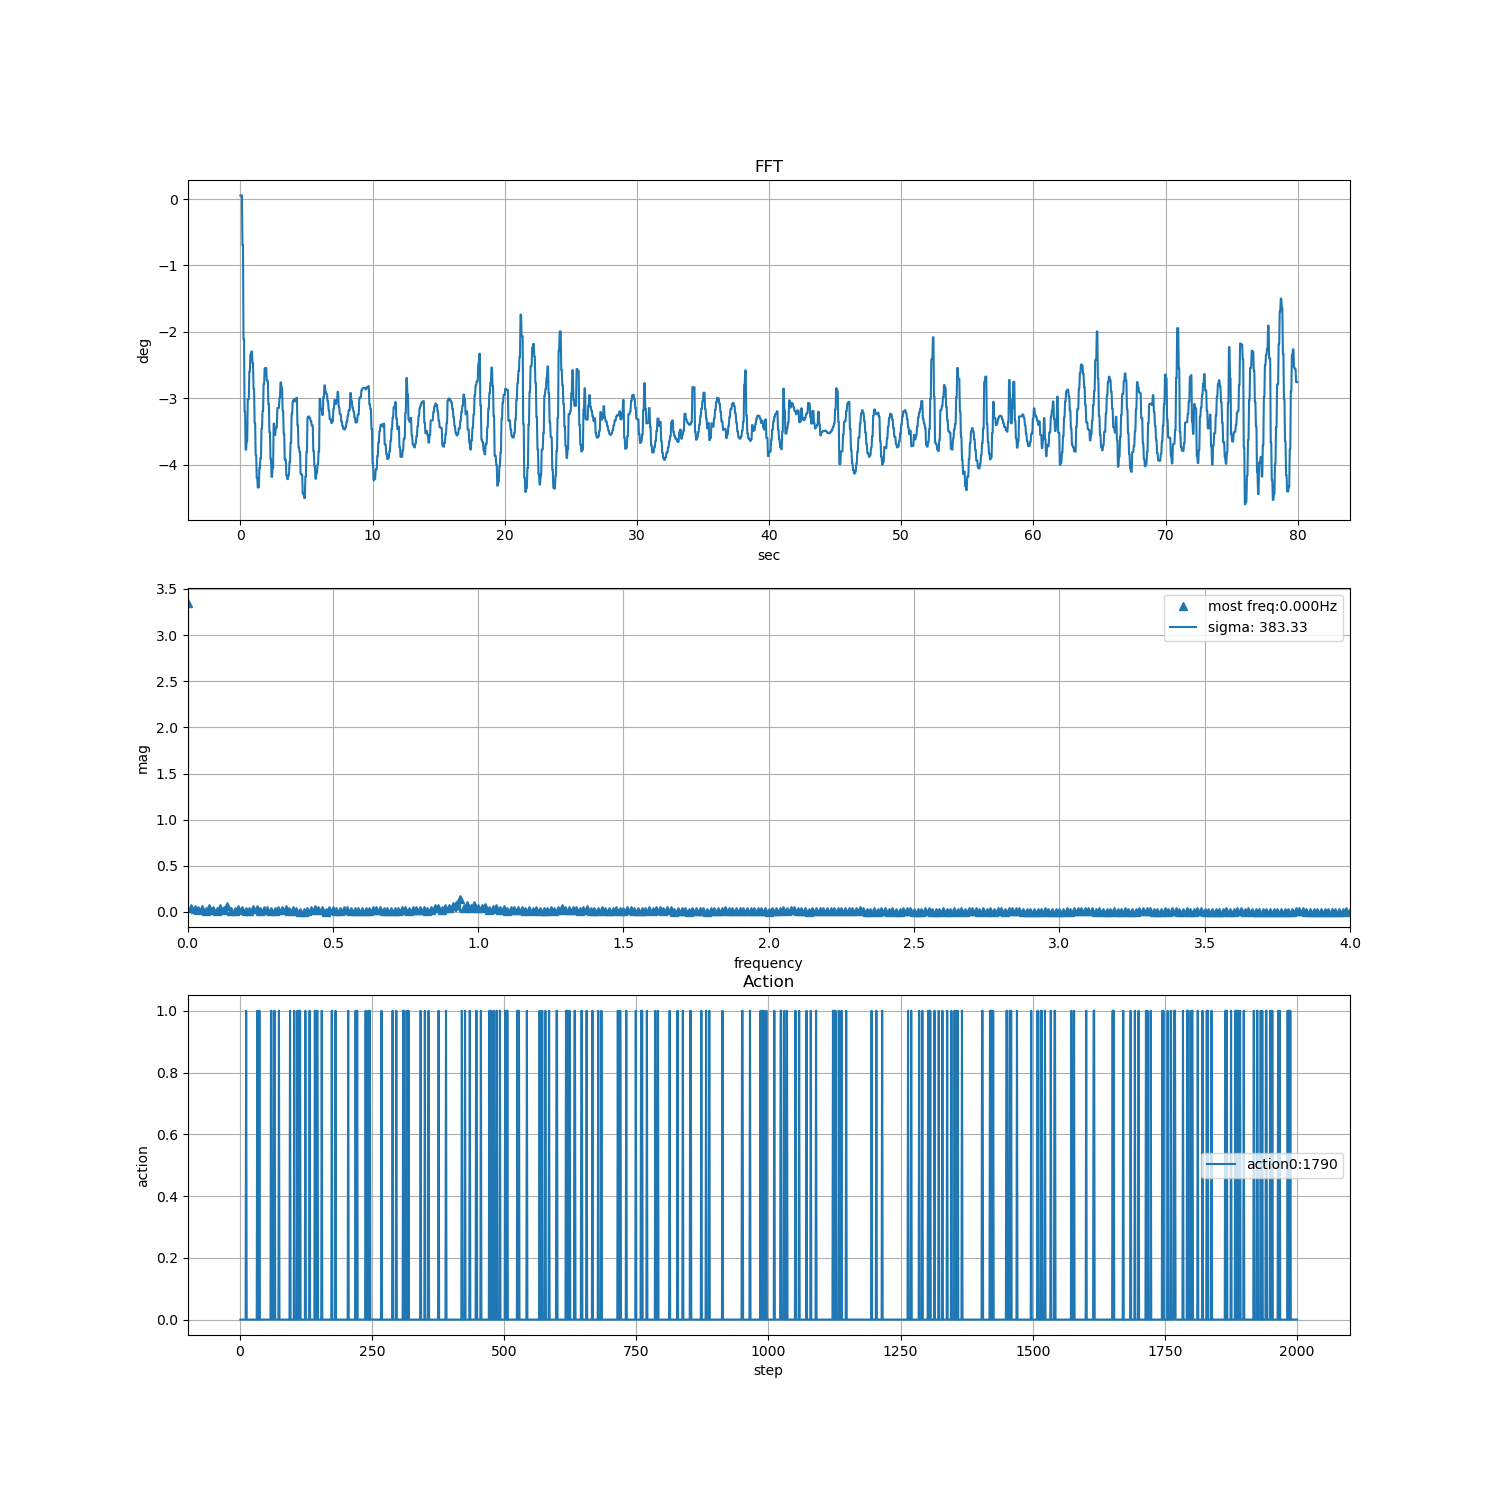 FFT
0
−1
−2
−3
−4
deg
0 10 20 30 40 50 60 70 80
sec
3.5
3.0
2.5
2.0
1.5
1.0
0.5
0.0
mag
most freq:0.000Hz
sigma: 383.33
0.0 0.5 1.0 1.5 2.0 2.5 3.0 3.5 4.0
frequency
Action
1.0
0.8
0.6
0.4
0.2
0.0
action
action0:1790
0 250 500 750 1000 1250 1500 1750 2000
step